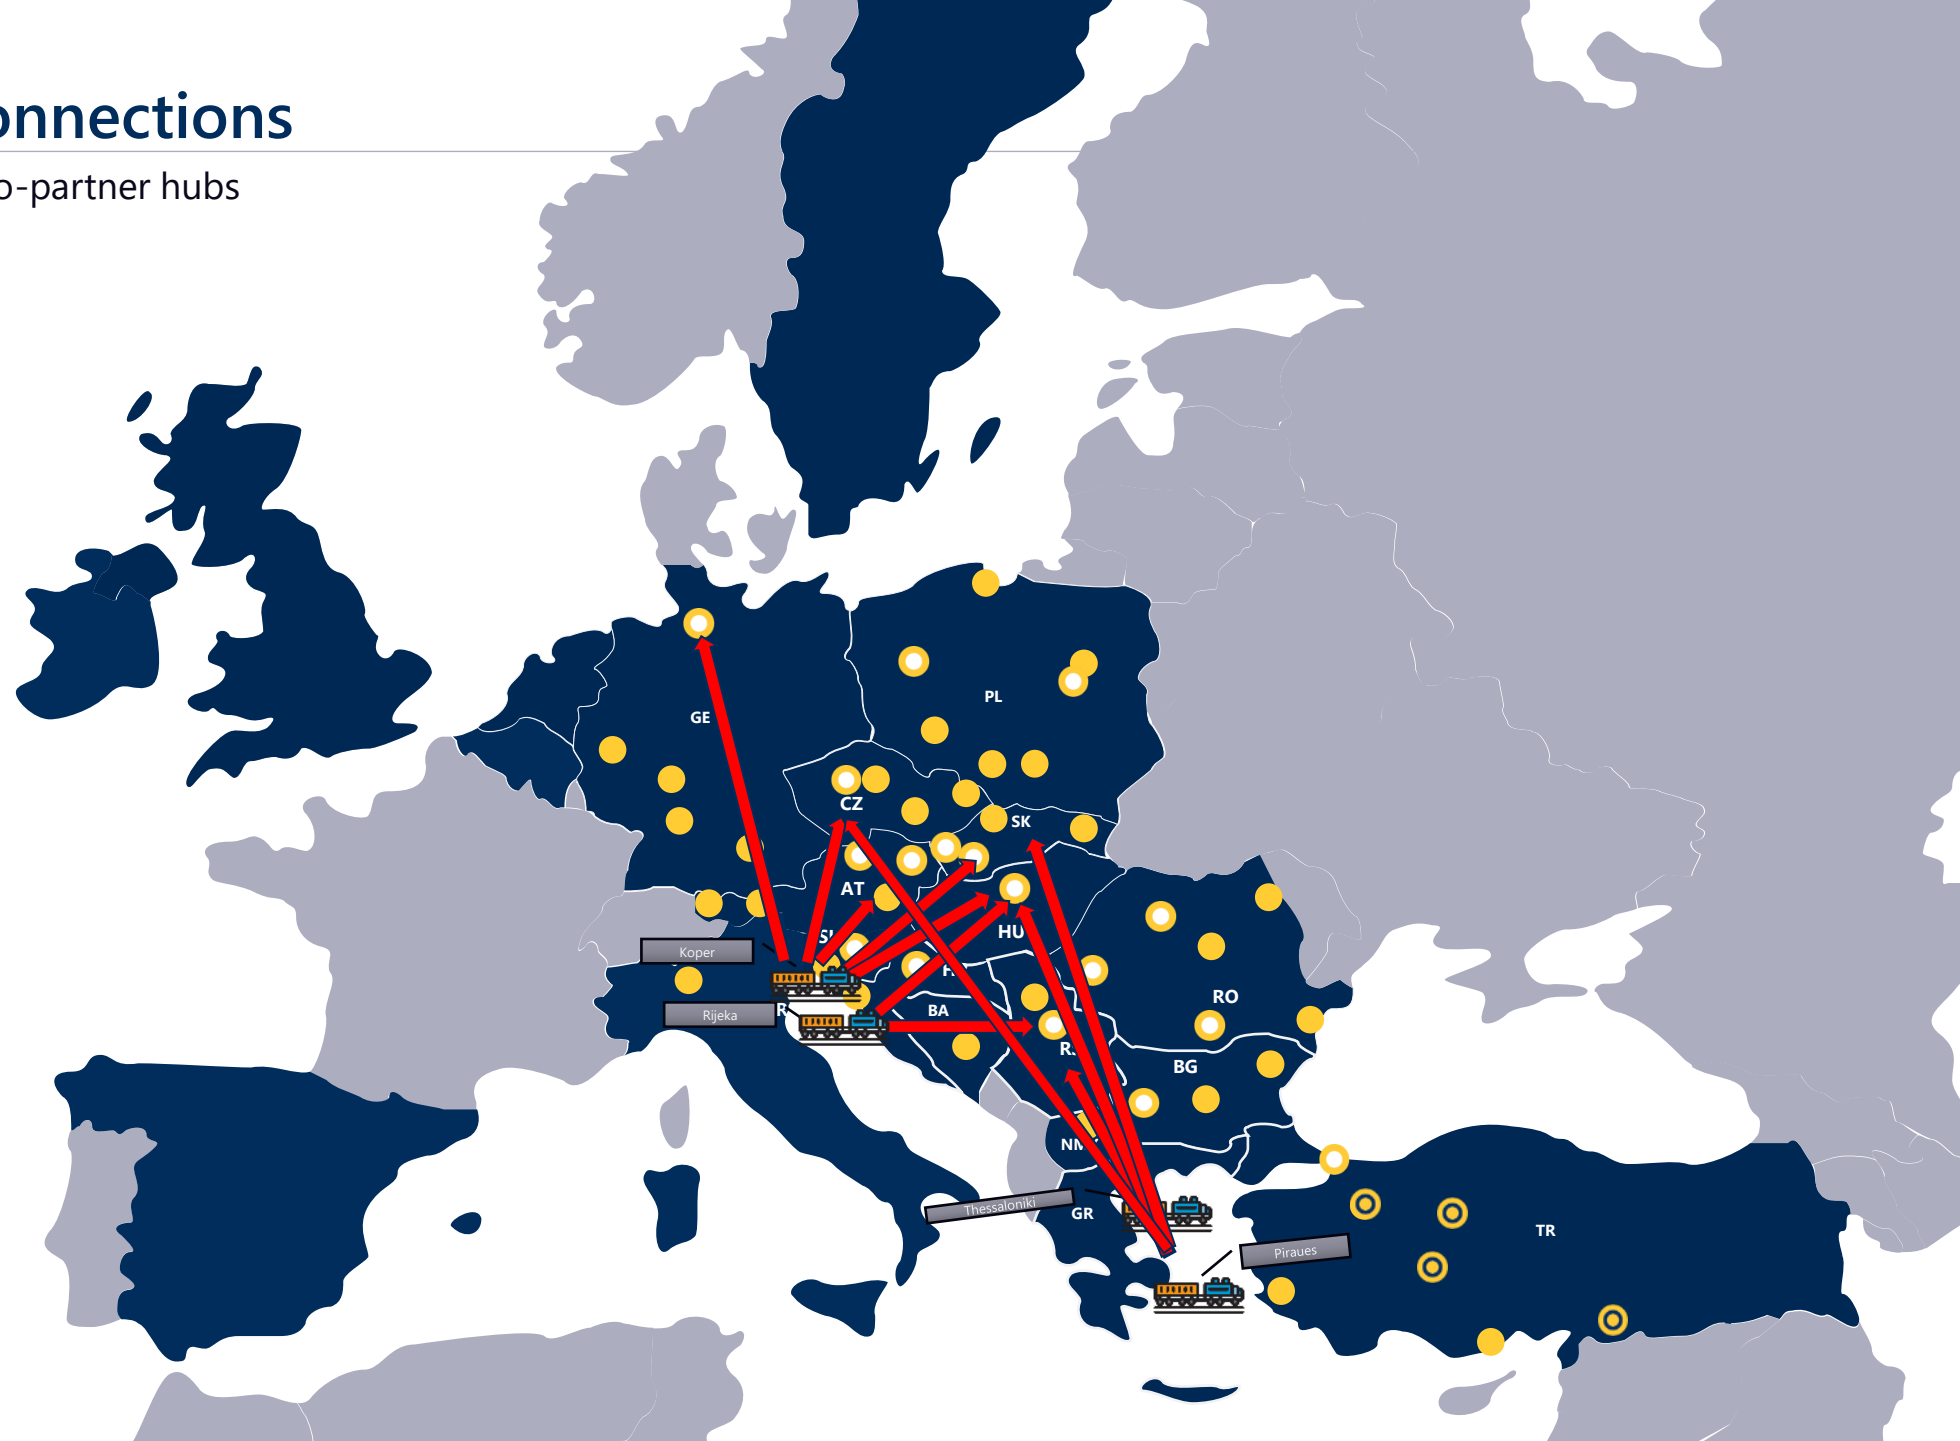 onnections
o-partner hubs
PL
GE
CZ
SK
AT
HU
Koper
RO
BA
Rijeka
BG
Thessaloniki
GR
TR
Piraues